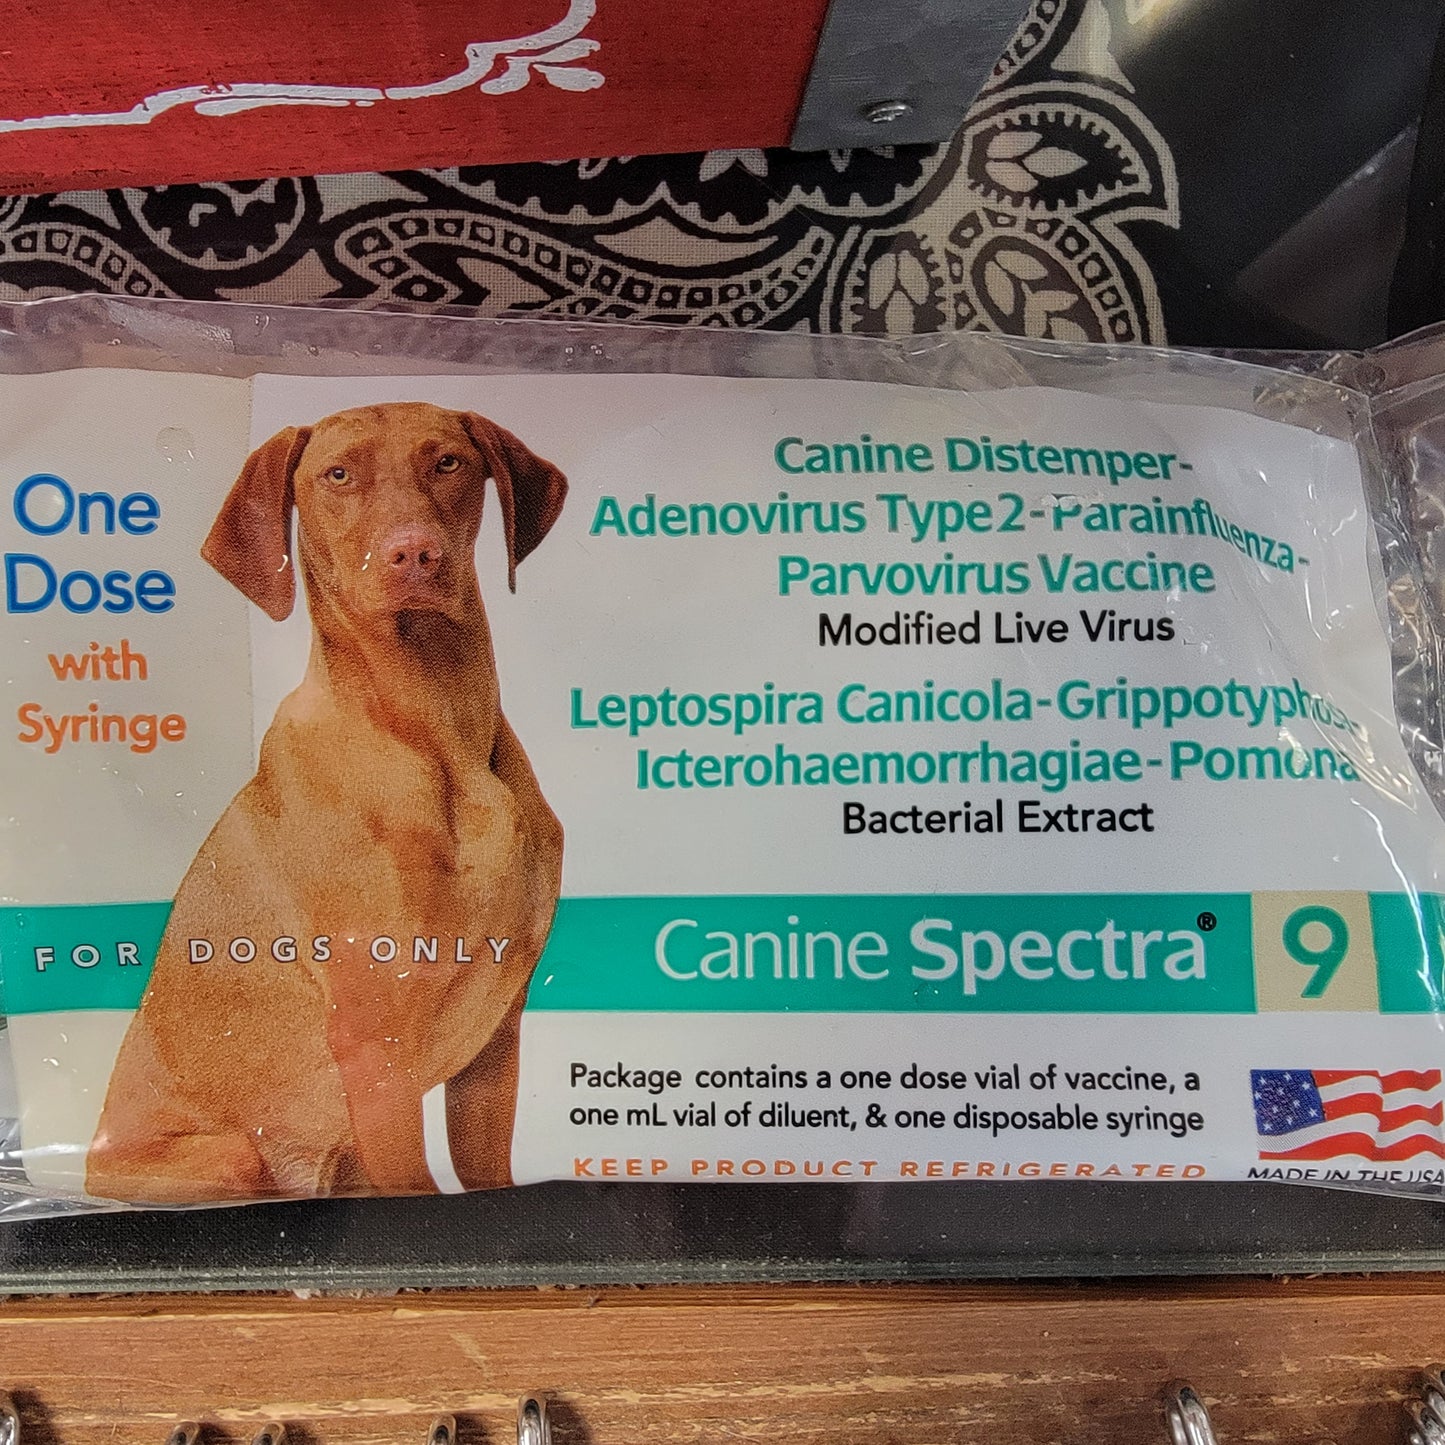 One
Dose
with
Syringe
Canine Distemper-
Adenovirus Type 2-Parainfluenza-
Parvovirus Vaccine
Modified Live Virus
Leptospira Canicola-Grippotyphosa-
Icterohaemorrhagiae-Pomona
Bacterial Extract
FOR DOGS ONLY
Canine Spectra® 9
Package contains a one dose vial of vaccine, a
one mL vial of diluent, & one disposable syringe
KEEP PRODUCT REFRIGERATED
MADE IN THE USA